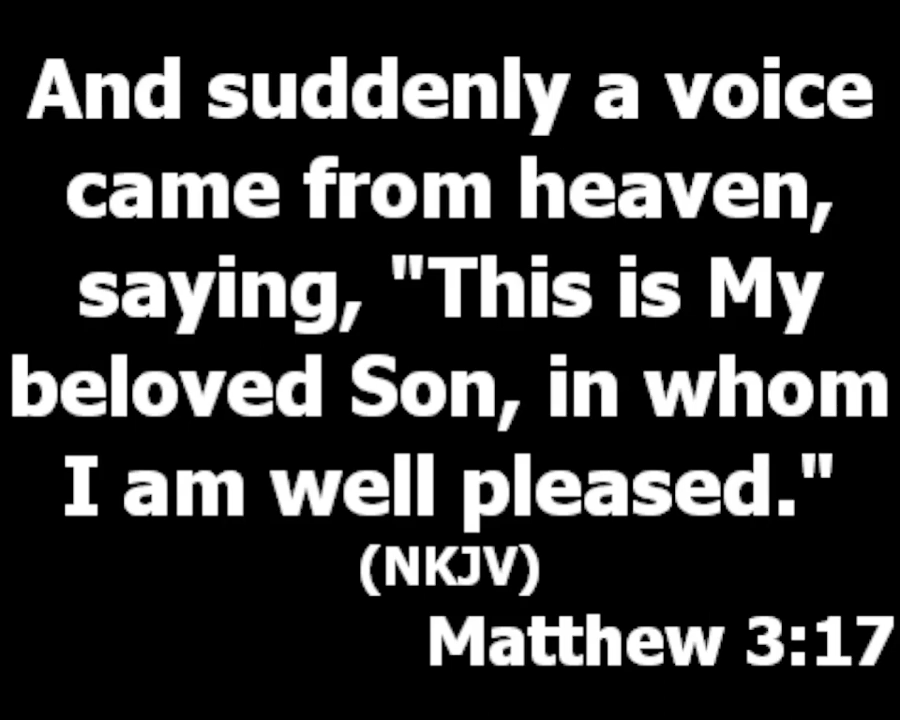 And suddenly a voice
came from heaven,
saying, "This is My
beloved Son, in whom
I am well pleased."
(NKJV)
Matthew 3:17